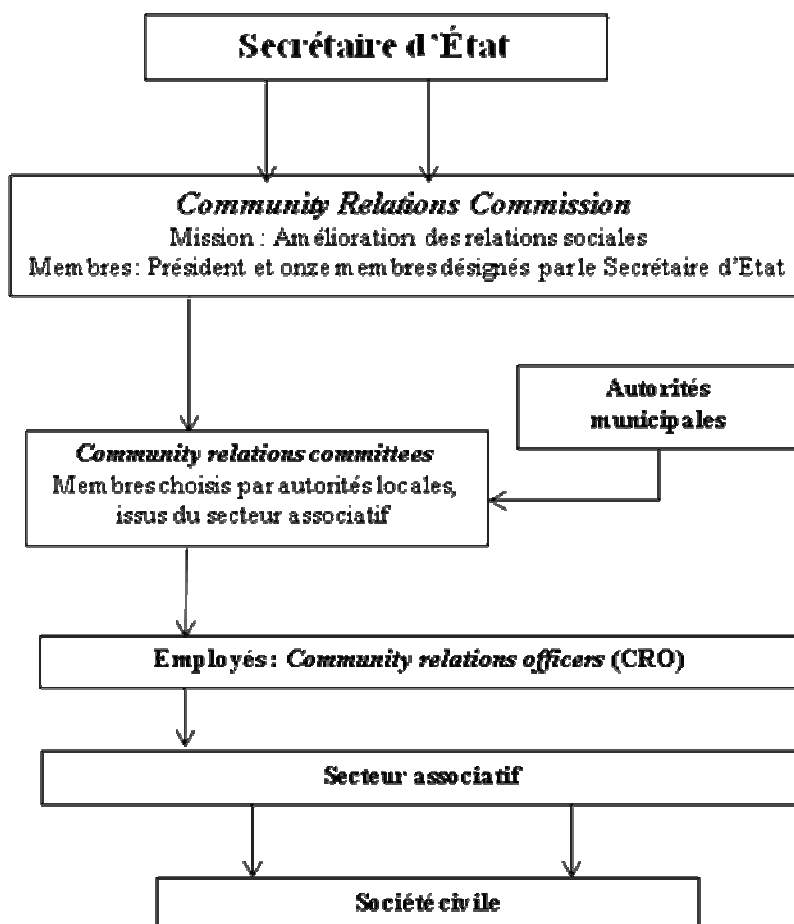 Secrétaire d'État
Community Relations Commission
Mission : Amélioration des relations sociales
Membres: Président et onze membres désignés par le Secrétaire d'Etat
Autorités
municipales
Community relations committees
Membres choisis par autorités locales,
issus du secteur associatif
Employés: Community relations officers (CRO)
Secteur associatif
Société civile